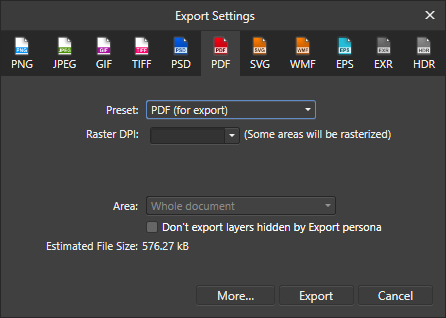 Export Settings
PNG JPEG GIF TIFF PSD PDF SVG WMF EPS EXR HDR
PNG JPEG GIF TIFF PSD PDF SVG WMF EPS EXR HDR
Preset: PDF (for export)
Raster DPI: (Some areas will be rasterized)
Area: Whole document
Don't export layers hidden by Export persona
Estimated File Size: 576.27 kB
More... Export Cancel